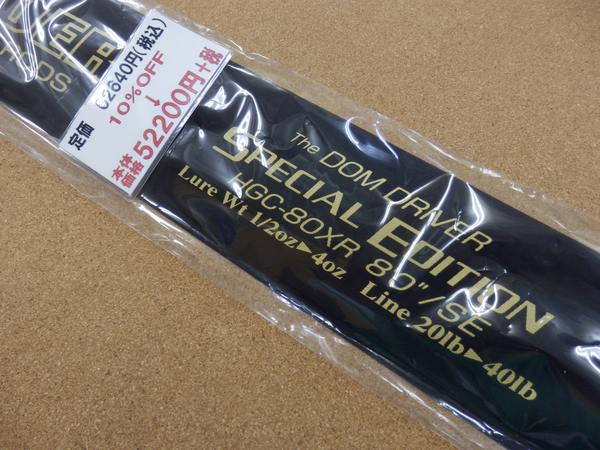 定価 62640円(税込)
10%OFF
↓
本体
価格 52200円+税
The DOM DRIVER
SPECIAL EDITION
HGC-80XR 8'0"/SE
Lure Wt 1/2oz▶4oz Line 20lb▶40lb